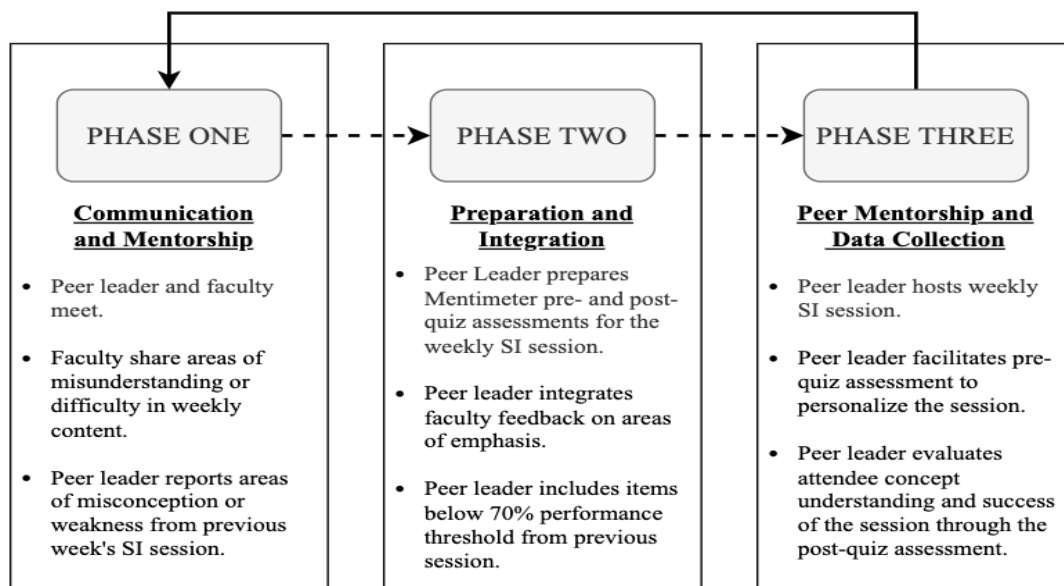 PHASE ONE
Communication
and Mentorship
• Peer leader and faculty
meet.
• Faculty share areas of
misunderstanding or
difficulty in weekly
content.
• Peer leader reports areas
of misconception or
weakness from previous
week's SI session.
PHASE TWO
Preparation and
Integration
• Peer Leader prepares
Mentimeter pre- and post-
quiz assessments for the
weekly SI session.
• Peer leader integrates
faculty feedback on areas
of emphasis.
• Peer leader includes items
below 70% performance
threshold from previous
session.
PHASE THREE
Peer Mentorship and
Data Collection
• Peer leader hosts weekly
SI session.
• Peer leader facilitates pre-
quiz assessment to
personalize the session.
• Peer leader evaluates
attendee concept
understanding and success
of the session through the
post-quiz assessment.